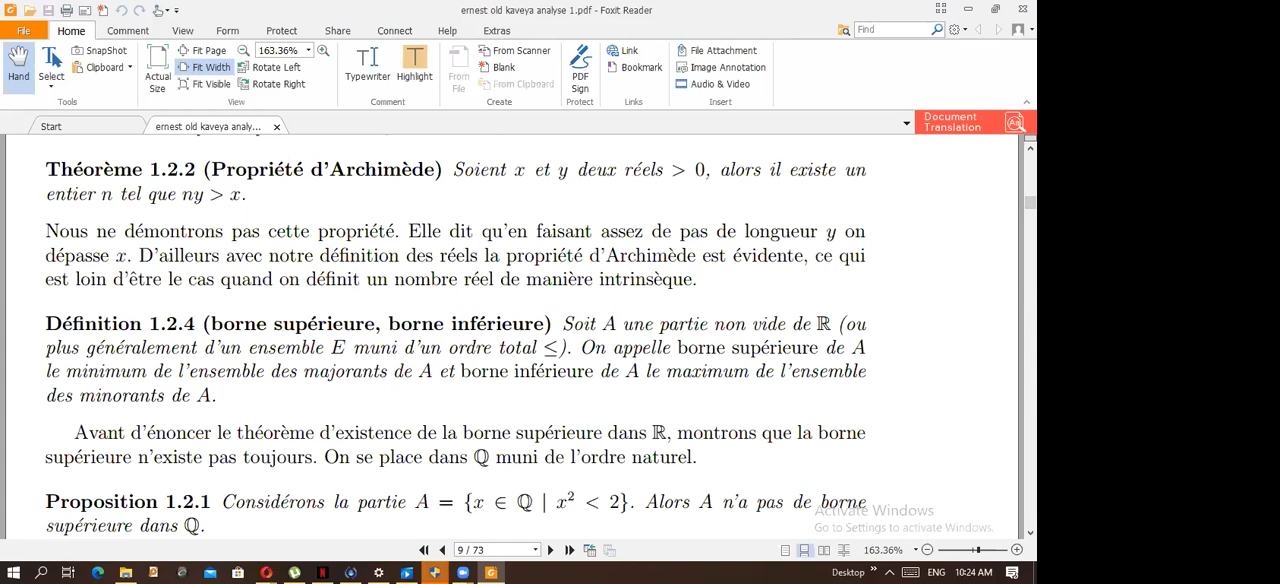 ernest old kaveya analyse 1.pdf - Foxit Reader
File Home Comment View Form Protect Share Connect Help Extras Find
Hand Select SnapShot Clipboard Tools
Actual Size Fit Page Fit Width Fit Visible 163.36% Rotate Left Rotate Right View
Typewriter Highlight Comment
From File From Scanner Blank From Clipboard Create
PDF Sign Protect
Link Bookmark Links
File Attachment Image Annotation Audio & Video Insert
Start ernest old kaveya analy...
Document
Translation
Théorème 1.2.2 (Propriété d'Archimède) Soient x et y deux réels > 0, alors il existe un
entier n tel que ny > x.
Nous ne démontrons pas cette propriété. Elle dit qu'en faisant assez de pas de longueur y on
dépasse x. D'ailleurs avec notre définition des réels la propriété d'Archimède est évidente, ce qui
est loin d'être le cas quand on définit un nombre réel de manière intrinsèque.
Définition 1.2.4 (borne supérieure, borne inférieure) Soit A une partie non vide de ℝ (ou
plus généralement d'un ensemble E muni d'un ordre total ≤). On appelle borne supérieure de A
le minimum de l'ensemble des majorants de A et borne inférieure de A le maximum de l'ensemble
des minorants de A.
Avant d'énoncer le théorème d'existence de la borne supérieure dans ℝ, montrons que la borne
supérieure n'existe pas toujours. On se place dans ℚ muni de l'ordre naturel.
Proposition 1.2.1 Considérons la partie A = {x ∈ ℚ | x² < 2}. Alors A n'a pas de borne
supérieure dans ℚ.
Activate Windows
Go to Settings to activate Windows.
9 / 73 163.36%
Desktop ENG 10:24 AM